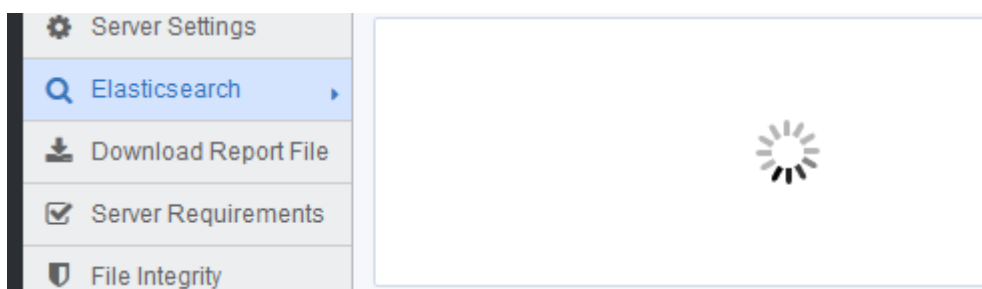 Server Settings
Elasticsearch
Download Report File
Server Requirements
File Integrity